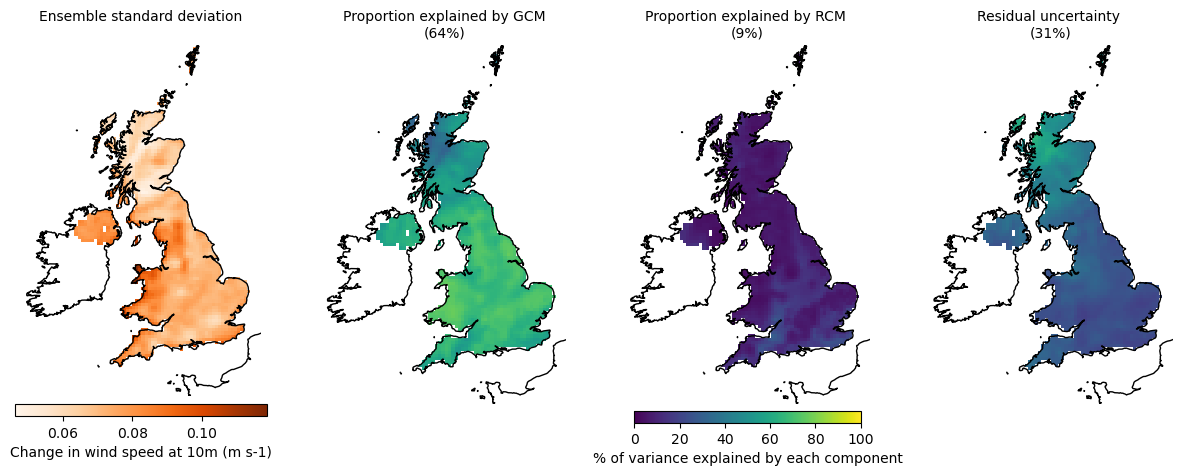 Ensemble standard deviation
Proportion explained by GCM
(64%)
Proportion explained by RCM
(9%)
Residual uncertainty
(31%)
0.06 0.08 0.10
Change in wind speed at 10m (m s-1)
0 20 40 60 80 100
% of variance explained by each component